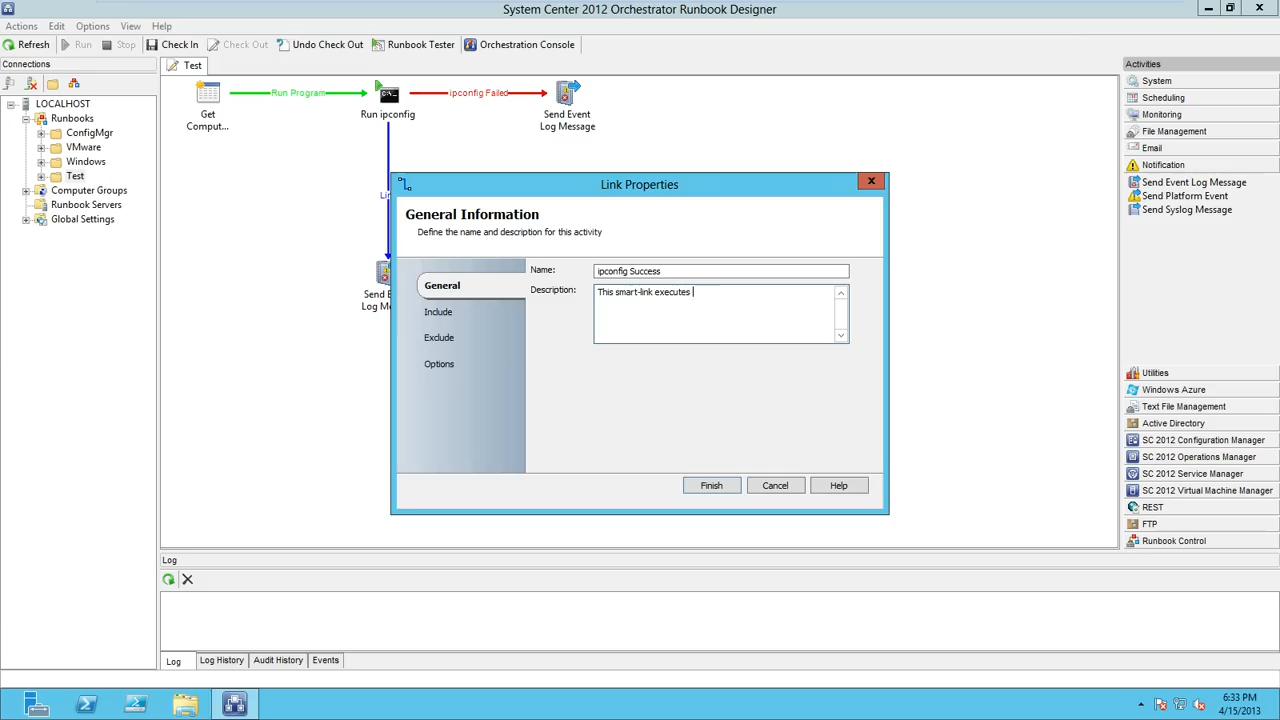 System Center 2012 Orchestrator Runbook Designer
Actions Edit Options View Help
Refresh Run Stop Check In Check Out Undo Check Out Runbook Tester Orchestration Console
Connections
Test
Activities
LOCALHOST
Runbooks
ConfigMgr
VMware
Windows
Test
Computer Groups
Runbook Servers
Global Settings
Run Program
ipconfig Failed
Get
Comput...
Run ipconfig
Send Event
Log Message
Li
Send E
Log M
Link Properties
General Information
Define the name and description for this activity
General
Include
Exclude
Options
Name:
ipconfig Success
Description:
This smart-link executes
Finish Cancel Help
System
Scheduling
Monitoring
File Management
Email
Notification
Send Event Log Message
Send Platform Event
Send Syslog Message
Utilities
Windows Azure
Text File Management
Active Directory
SC 2012 Configuration Manager
SC 2012 Operations Manager
SC 2012 Service Manager
SC 2012 Virtual Machine Manager
REST
FTP
Runbook Control
Log
Log Log History Audit History Events
6:33 PM
4/15/2013